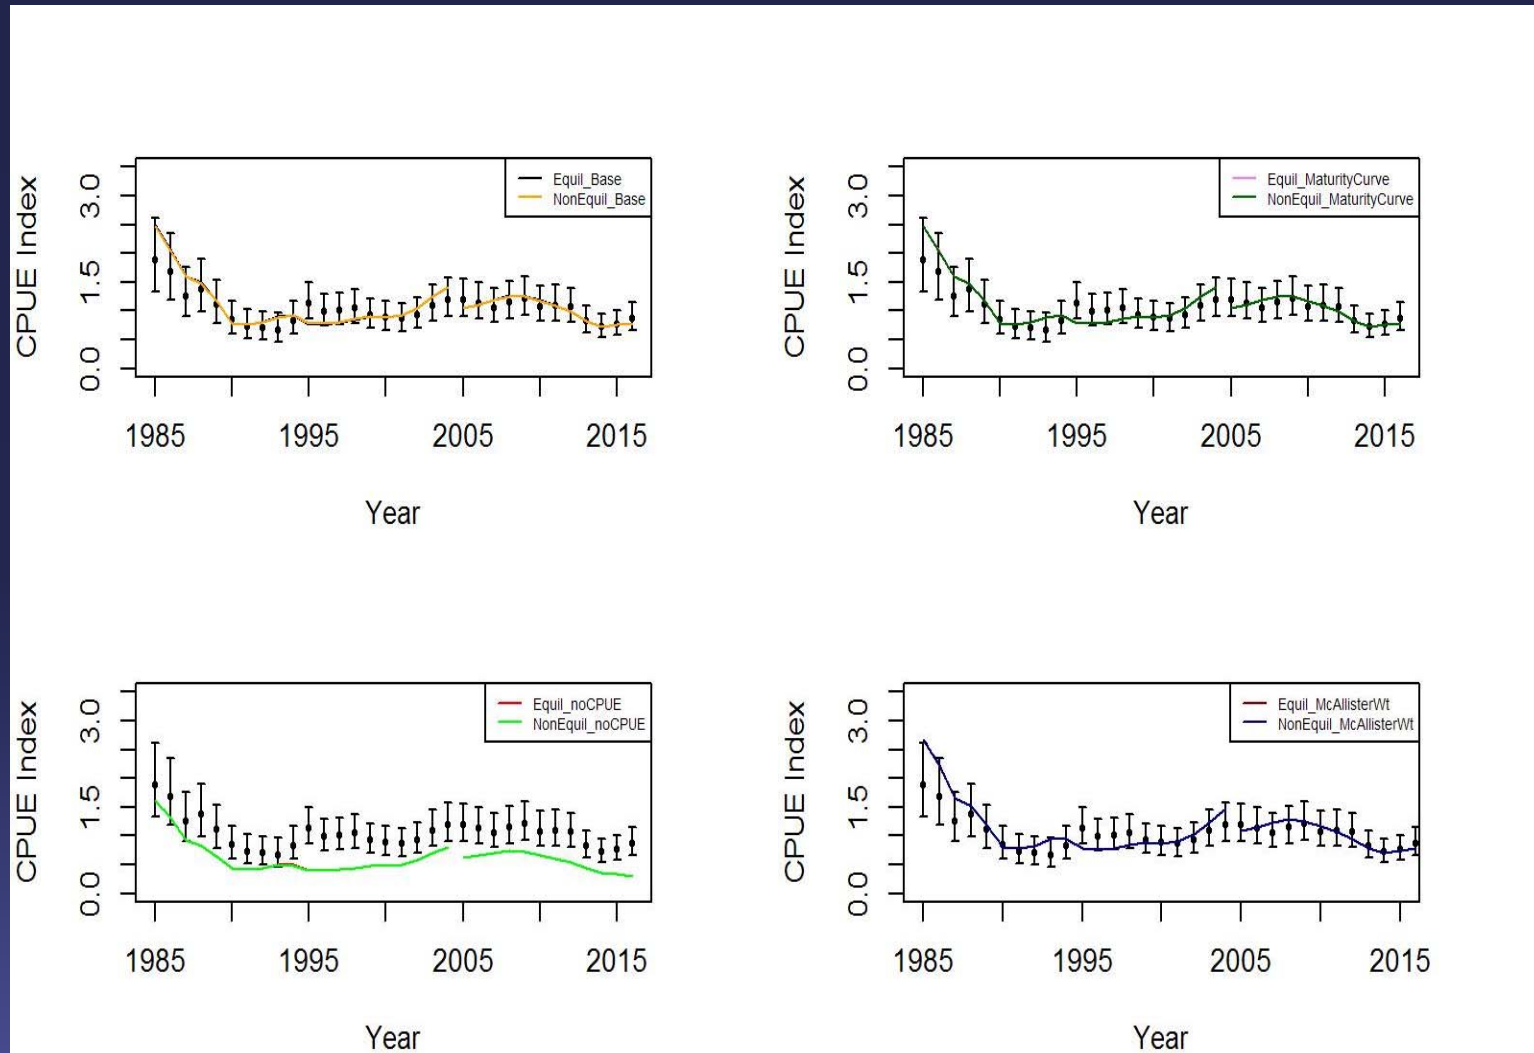 Equil_Base
NonEquil_Base
CPUE Index
3.0
1.5
0.0
1985 1995 2005 2015
Year
Equil_MaturityCurve
NonEquil_MaturityCurve
CPUE Index
3.0
1.5
0.0
1985 1995 2005 2015
Year
Equil_noCPUE
NonEquil_noCPUE
CPUE Index
3.0
1.5
0.0
1985 1995 2005 2015
Year
Equil_McAllisterWt
NonEquil_McAllisterWt
CPUE Index
3.0
1.5
0.0
1985 1995 2005 2015
Year